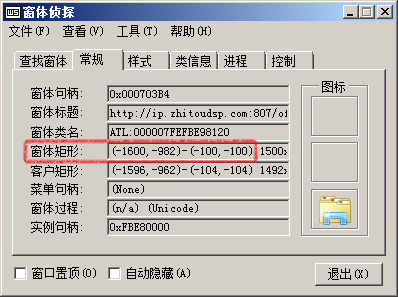 窗体侦探
文件(F) 查看(V) 工具(T) 帮助(H)
查找窗体 常规 样式 类信息 进程 控制
窗体句柄: 0x000703B4
窗体标题: http://ip.zhitoudsp.com:807/of
窗体类名: ATL:000007FEFBE98120
窗体矩形: (-1600,-982)-(-100,-100) 1500x
客户矩形: (-1596,-962)-(-104,-104) 1492x
菜单句柄: (None)
窗体过程: (n/a) (Unicode)
实例句柄: 0xFBE80000
图标
窗口置顶(O) 自动隐藏(A) 退出(X)